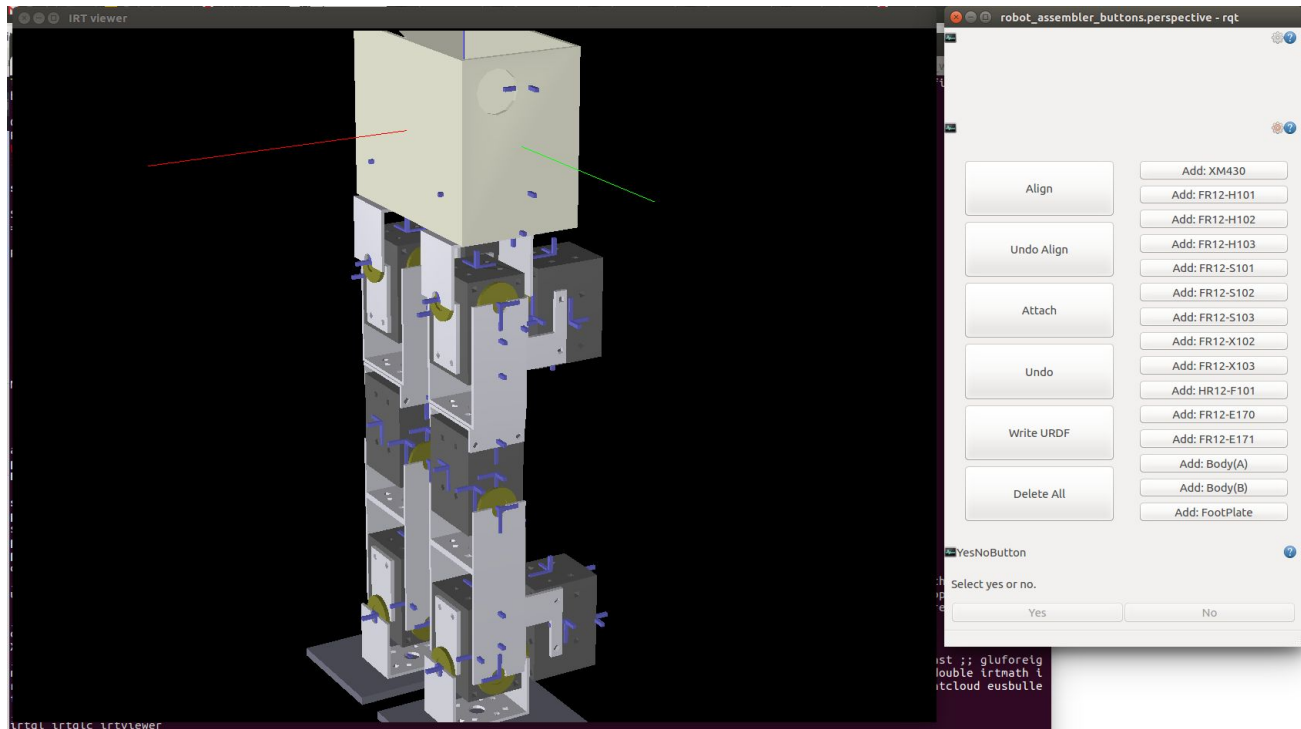 IRT viewer
robot_assembler_buttons.perspective - rqt
Align
Undo Align
Attach
Undo
Write URDF
Delete All
Add: XM430
Add: FR12-H101
Add: FR12-H102
Add: FR12-H103
Add: FR12-S101
Add: FR12-S102
Add: FR12-S103
Add: FR12-X102
Add: FR12-X103
Add: HR12-F101
Add: FR12-E170
Add: FR12-E171
Add: Body(A)
Add: Body(B)
Add: FootPlate
YesNoButton
Select yes or no.
Yes
No
ast ;; gluforeig
double irtmath i
ntcloud eusbulle
irtgl irtglc irtviewer